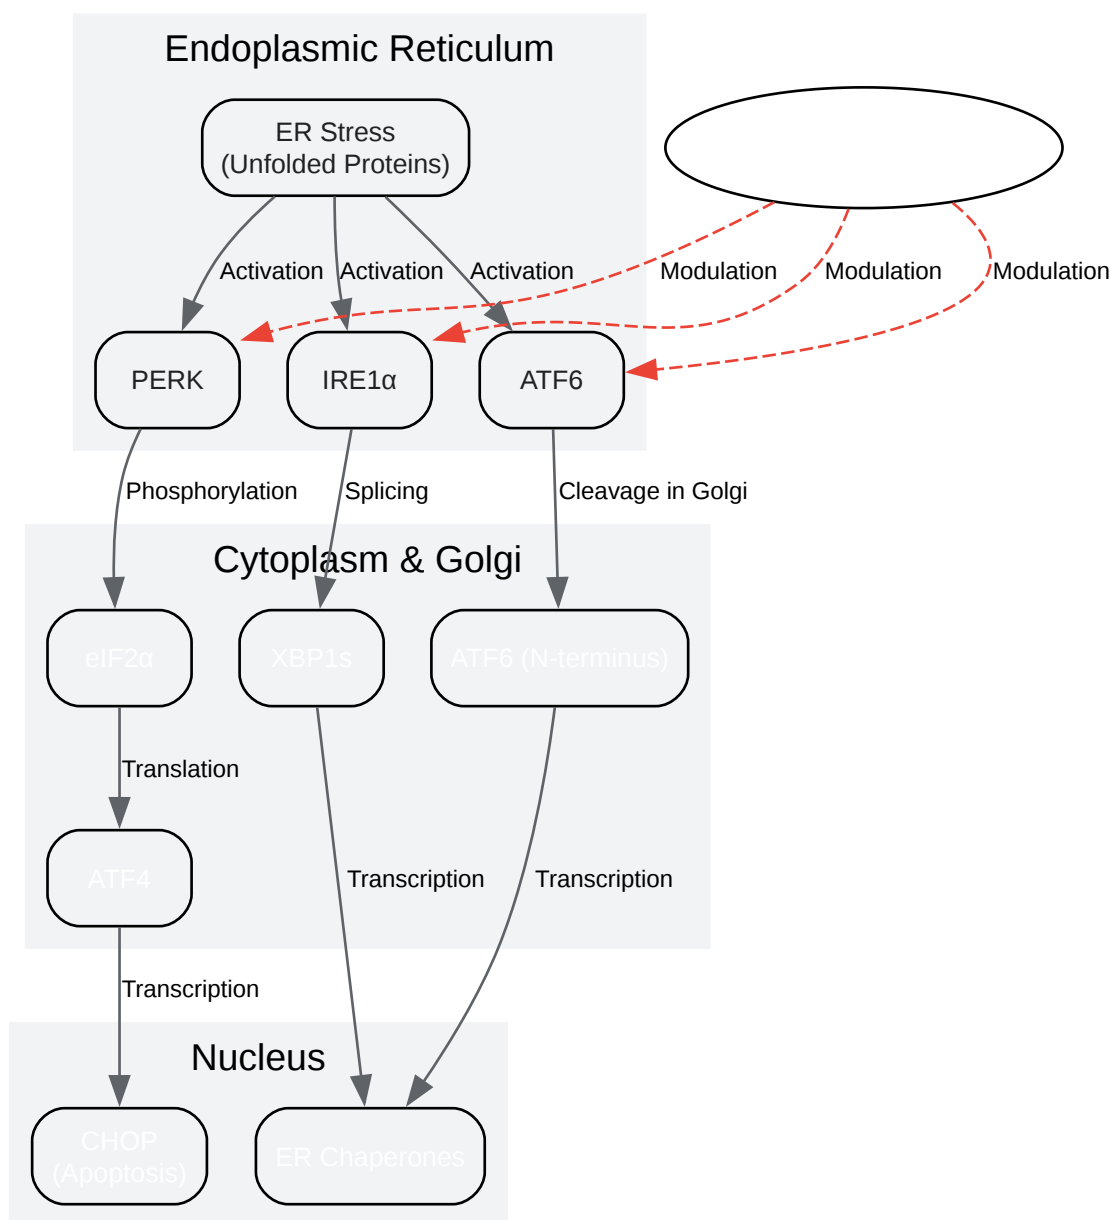 Endoplasmic Reticulum
ER Stress
(Unfolded Proteins)
Activation
Activation
Activation
Modulation
Modulation
Modulation
PERK
IRE1α
ATF6
Phosphorylation
Splicing
Cleavage in Golgi
Cytoplasm & Golgi
eIF2α
XBP1s
ATF6 (N-terminus)
Translation
ATF4
Transcription
Transcription
Transcription
Nucleus
CHOP
(Apoptosis)
ER Chaperones